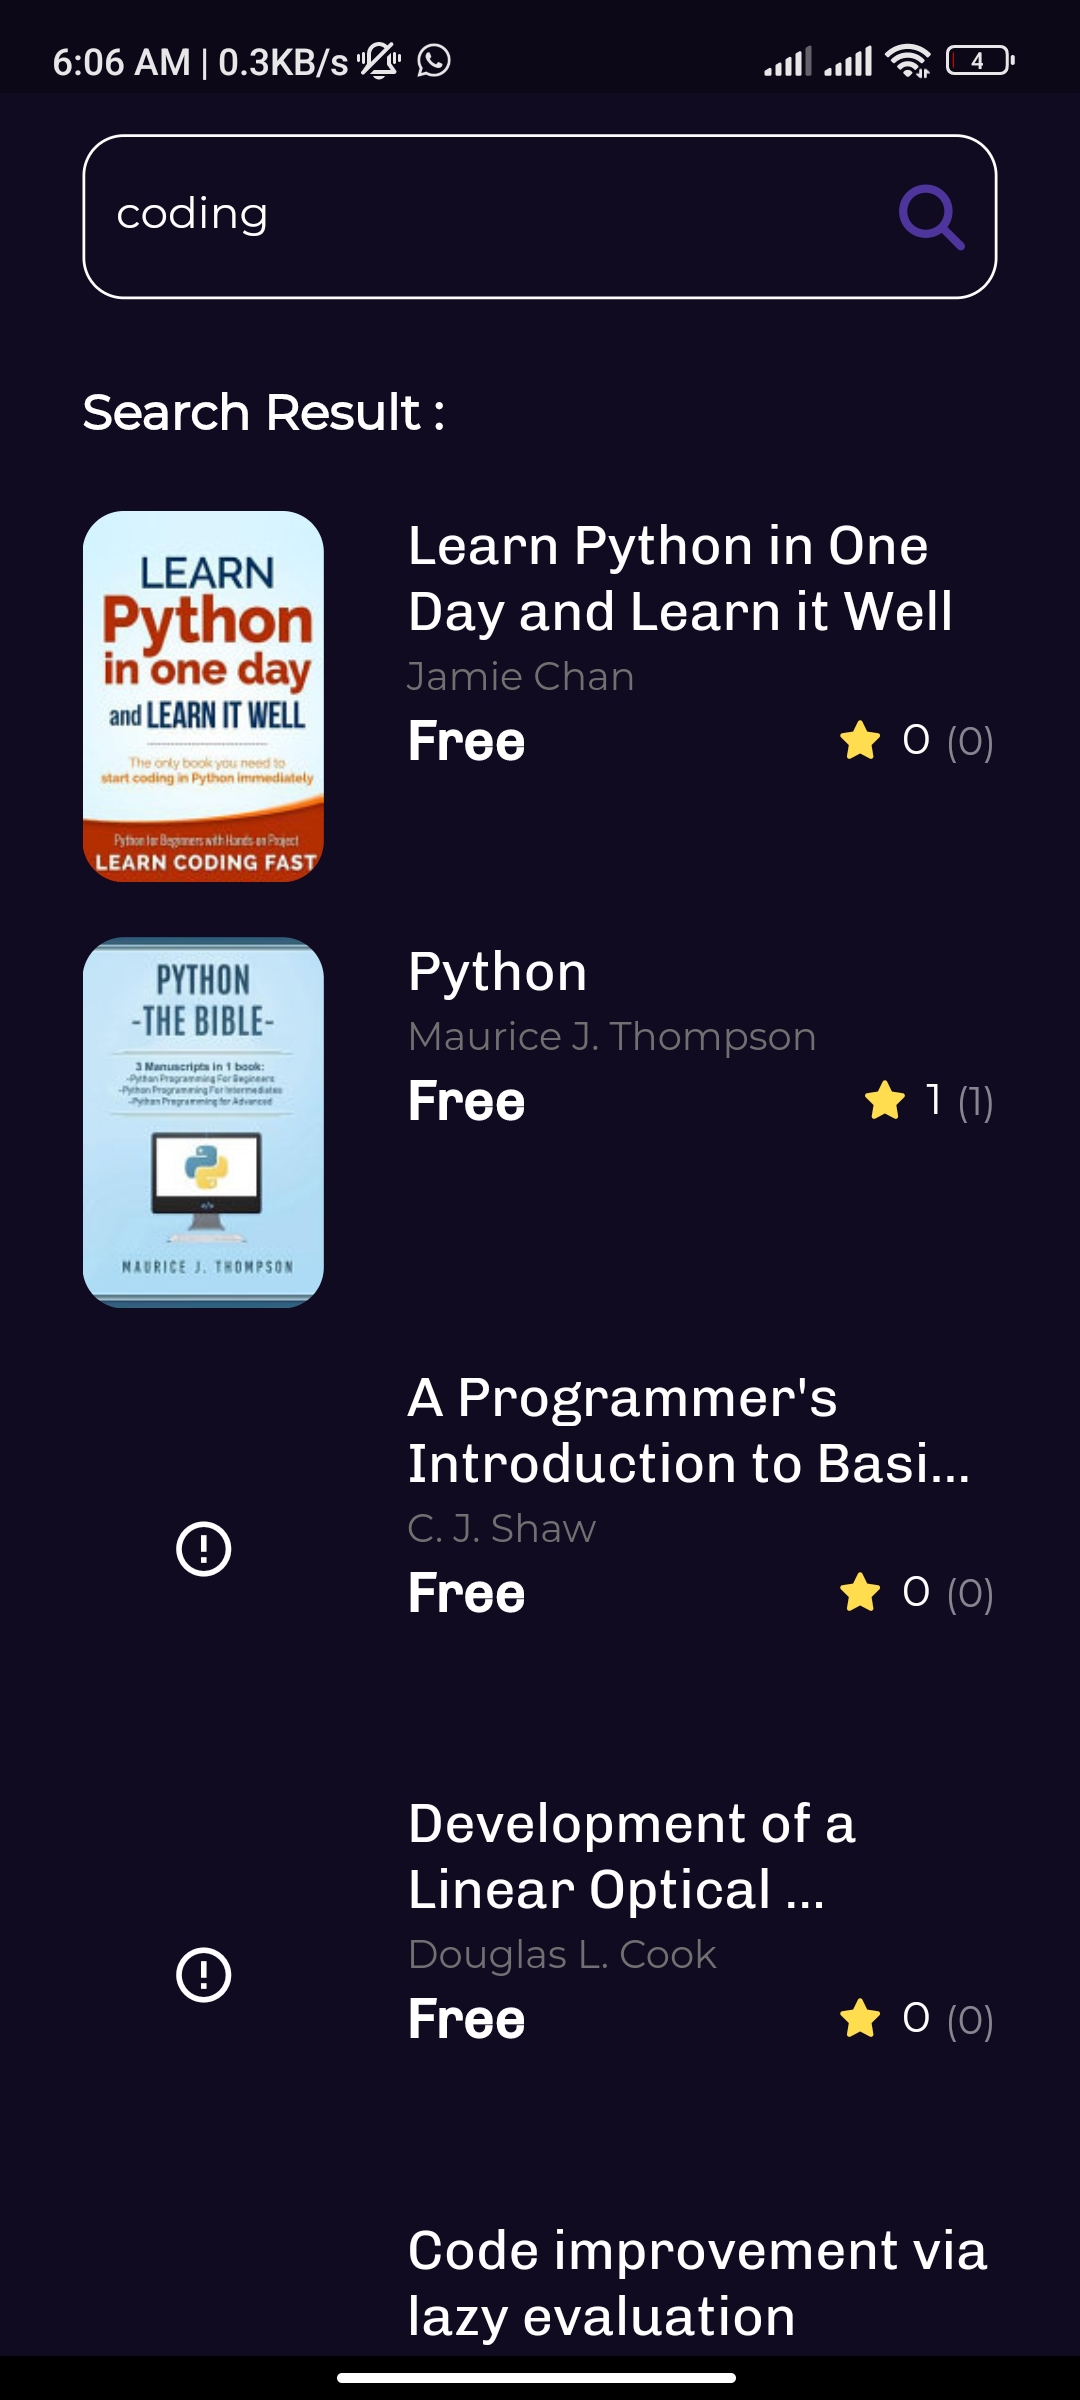 6:06 AM | 0.3KB/s
4
coding
Search Result :
LEARN
Python
in one day
and LEARN IT WELL
The only book you need to
start coding in Python immediately
Python for Beginners with Hands-on Project
LEARN CODING FAST
Learn Python in One
Day and Learn it Well
Jamie Chan
Free
0 (0)
PYTHON
-THE BIBLE-
3 Manuscripts in 1 book:
-Python Programming For Beginners
-Python Programming For Intermediates
-Python Programming for Advanced
MAURICE J. THOMPSON
Python
Maurice J. Thompson
Free
1 (1)
A Programmer's
Introduction to Basi...
C. J. Shaw
Free
0 (0)
Development of a
Linear Optical ...
Douglas L. Cook
Free
0 (0)
Code improvement via
lazy evaluation